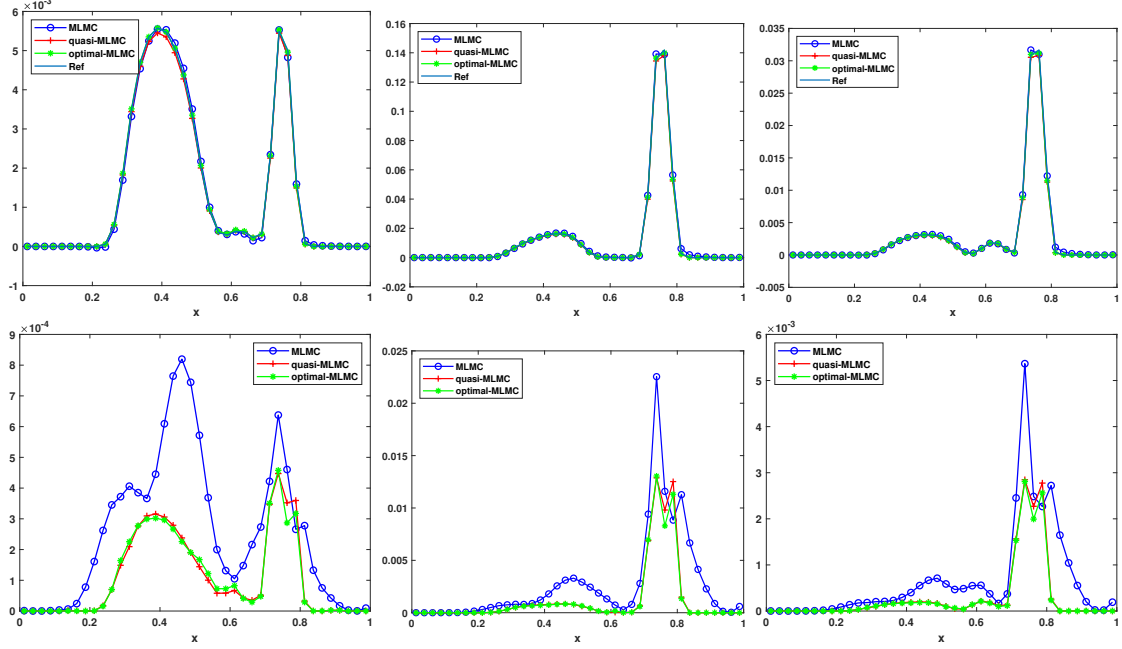 ×10⁻³
6
5
4
3
2
1
0
-1
0 0.2 0.4 0.6 0.8 1
x
MLMC
quasi-MLMC
optimal-MLMC
Ref
0.16
0.14
0.12
0.1
0.08
0.06
0.04
0.02
0
-0.02
0 0.2 0.4 0.6 0.8 1
x
MLMC
quasi-MLMC
optimal-MLMC
Ref
0.035
0.03
0.025
0.02
0.015
0.01
0.005
0
-0.005
0 0.2 0.4 0.6 0.8 1
x
MLMC
quasi-MLMC
optimal-MLMC
Ref
×10⁻⁴
9
8
7
6
5
4
3
2
1
0
0 0.2 0.4 0.6 0.8 1
x
MLMC
quasi-MLMC
optimal-MLMC
0.025
0.02
0.015
0.01
0.005
0
0 0.2 0.4 0.6 0.8 1
x
MLMC
quasi-MLMC
optimal-MLMC
×10⁻³
6
5
4
3
2
1
0
0 0.2 0.4 0.6 0.8 1
x
MLMC
quasi-MLMC
optimal-MLMC